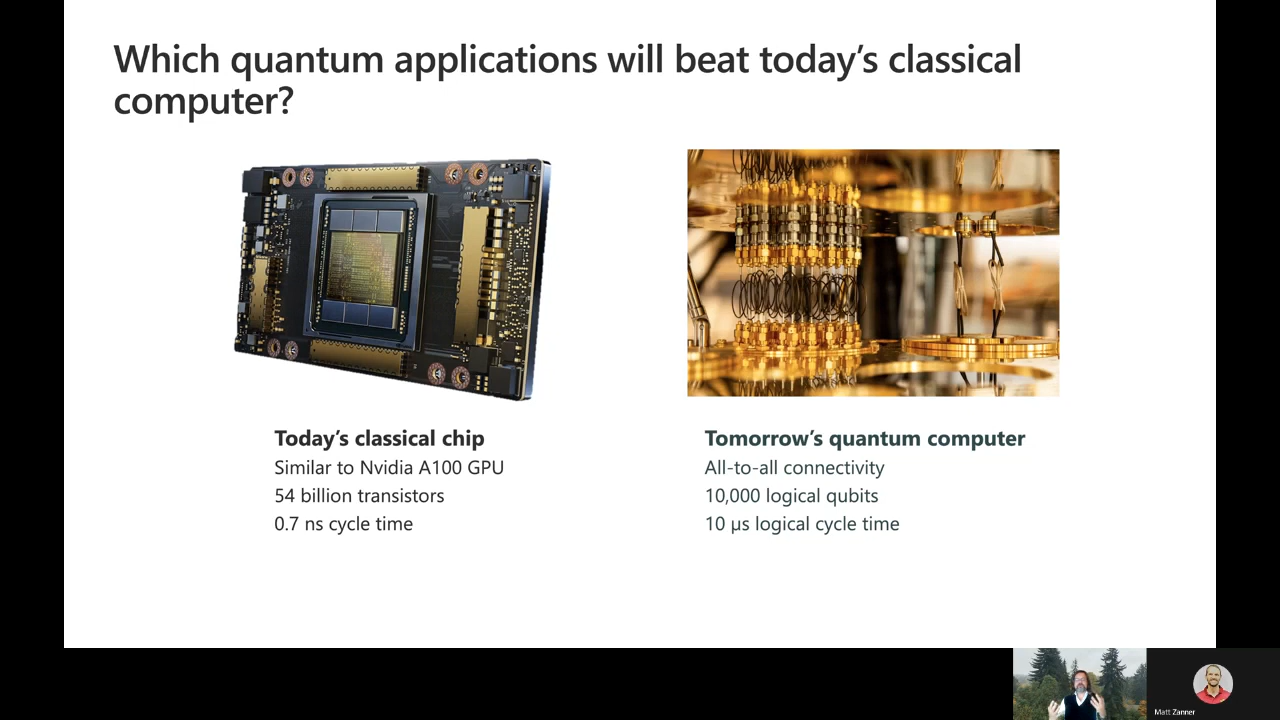 Which quantum applications will beat today’s classical
computer?
Today’s classical chip
Similar to Nvidia A100 GPU
54 billion transistors
0.7 ns cycle time
Tomorrow’s quantum computer
All-to-all connectivity
10,000 logical qubits
10 µs logical cycle time
Matt Zanner